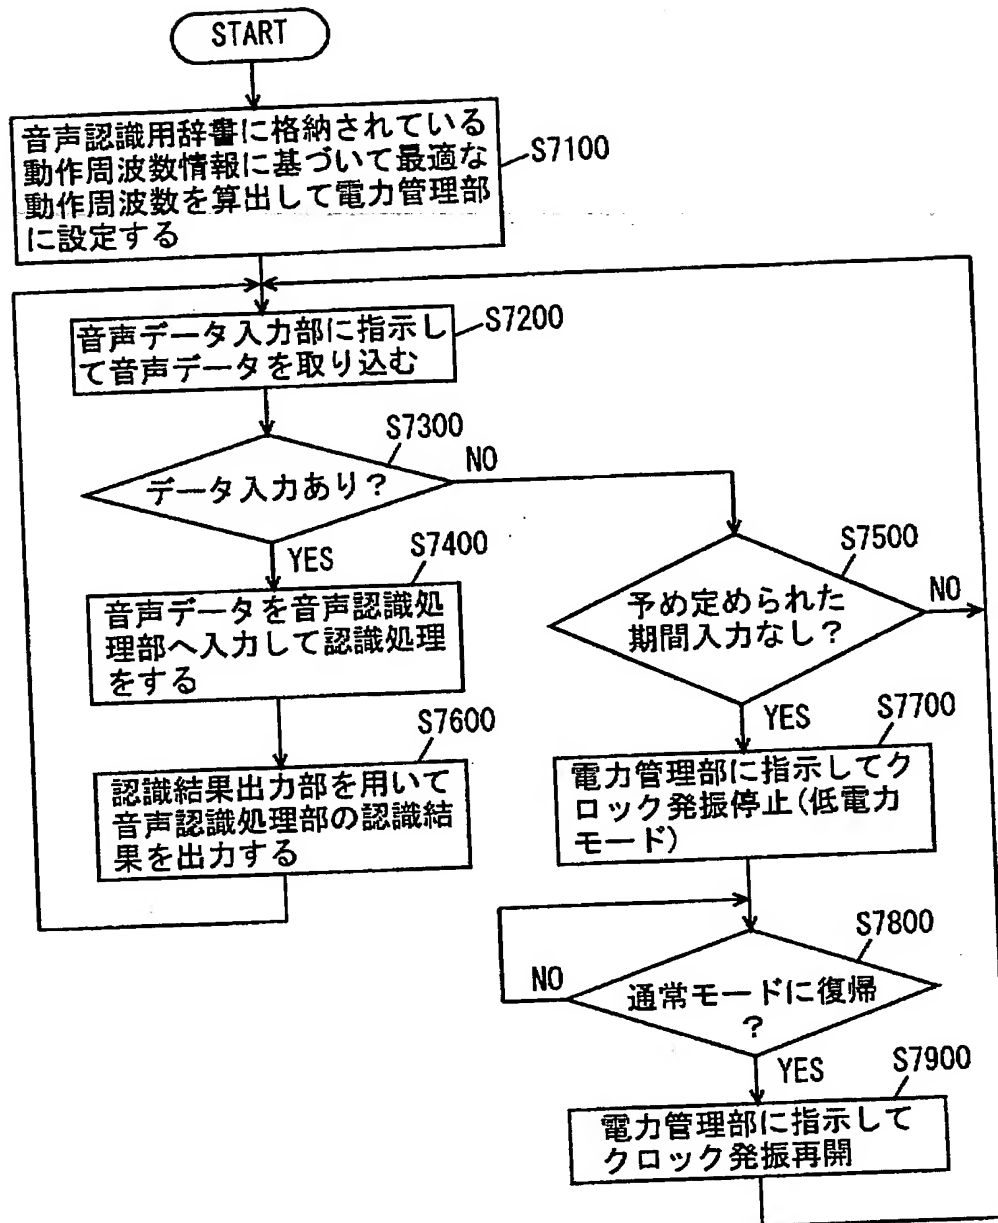 START
音声認識用辞書に格納されている
動作周波数情報に基づいて最適な
動作周波数を算出して電力管理部
に設定する
S7100
音声データ入力部に指示し
て音声データを取り込む
S7200
データ入力あり?
S7300
NO
YES
音声データを音声認識処
理部へ入力して認識処理
をする
S7400
認識結果出力部を用いて
音声認識処理部の認識結
果を出力する
S7600
予め定められた
期間入力なし?
S7500
NO
YES
電力管理部に指示してク
ロック発振停止(低電力
モード)
S7700
通常モードに復帰
?
S7800
NO
YES
電力管理部に指示して
クロック発振再開
S7900